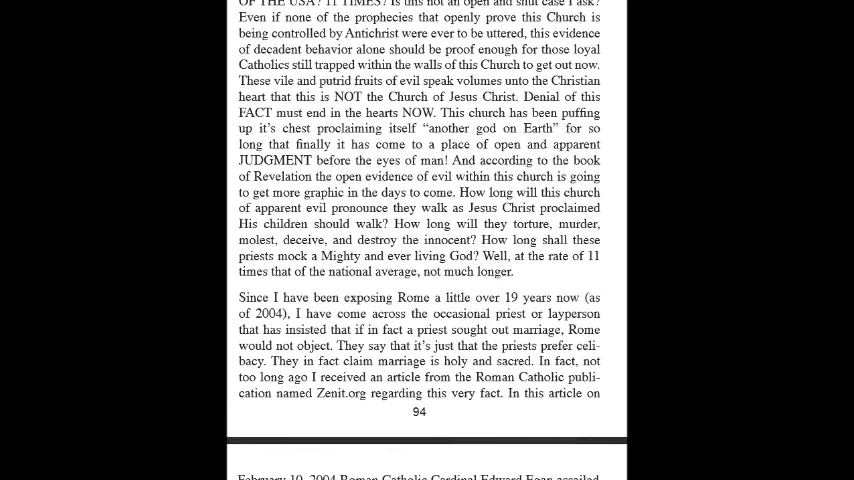 OF THE USA? 11 TIMES? Is this not an open and shut case I ask?
Even if none of the prophecies that openly prove this Church is
being controlled by Antichrist were ever to be uttered, this evidence
of decadent behavior alone should be proof enough for those loyal
Catholics still trapped within the walls of this Church to get out now.
These vile and putrid fruits of evil speak volumes unto the Christian
heart that this is NOT the Church of Jesus Christ. Denial of this
FACT must end in the hearts NOW. This church has been puffing
up it's chest proclaiming itself “another god on Earth” for so
long that finally it has come to a place of open and apparent
JUDGMENT before the eyes of man! And according to the book
of Revelation the open evidence of evil within this church is going
to get more graphic in the days to come. How long will this church
of apparent evil pronounce they walk as Jesus Christ proclaimed
His children should walk? How long will they torture, murder,
molest, deceive, and destroy the innocent? How long shall these
priests mock a Mighty and ever living God? Well, at the rate of 11
times that of the national average, not much longer.
Since I have been exposing Rome a little over 19 years now (as
of 2004), I have come across the occasional priest or layperson
that has insisted that if in fact a priest sought out marriage, Rome
would not object. They say that it's just that the priests prefer celi-
bacy. They in fact claim marriage is holy and sacred. In fact, not
too long ago I received an article from the Roman Catholic publi-
cation named Zenit.org regarding this very fact. In this article on
94
February 10, 2004 Roman Catholic Cardinal Edward Egan assailed